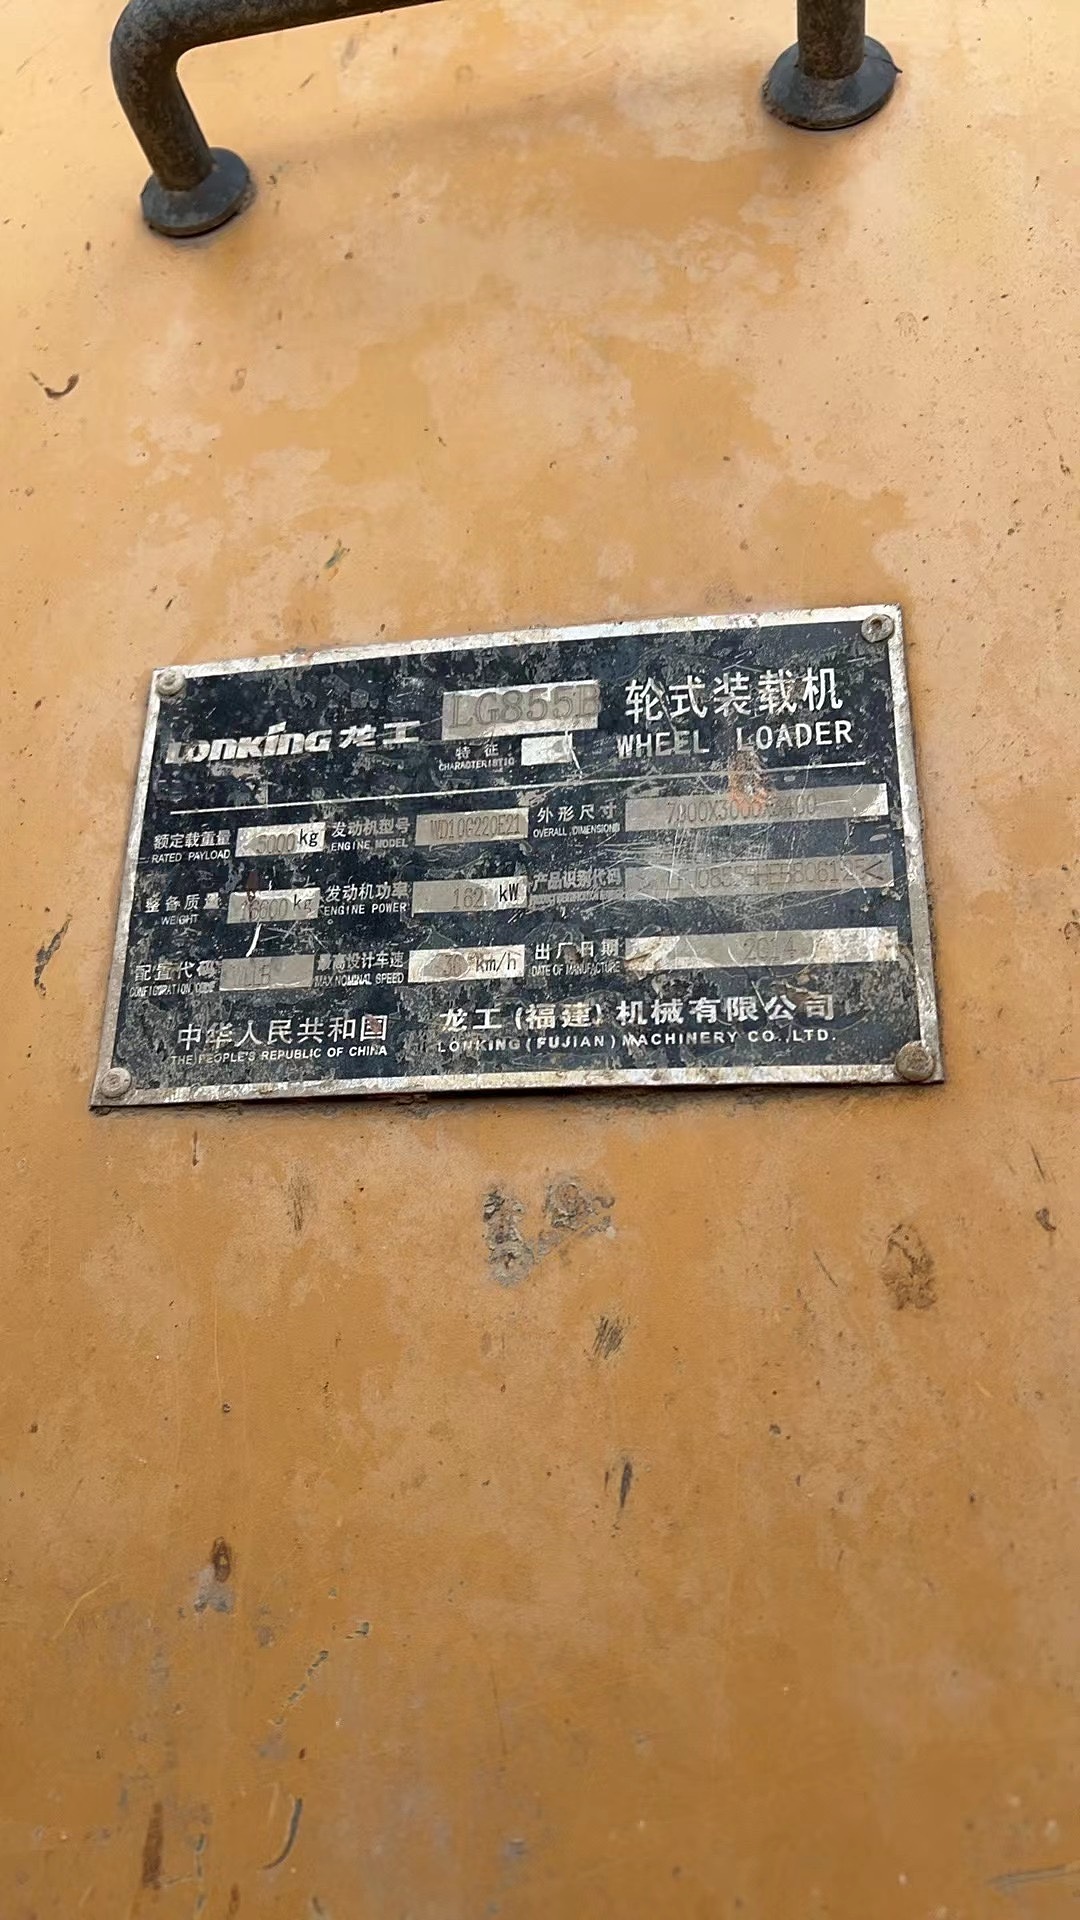 LONKING 龙工 LG855B 轮式装载机
特征 CHARACTERISTIC WHEEL LOADER
额定载重量 5000 kg 发动机型号 WD10G220E21 外形尺寸
RATED PAYLOAD ENGINE MODEL OVERALL DIMENSIONS
整备质量 kg 发动机功率 162 kW 产品识别代码
WEIGHT ENGINE POWER
配置代码 最高设计车速 km/h 出厂日期 2014
CONFIGURATION CODE MAX NOMINAL SPEED DATE OF MANUFACTURE
中华人民共和国 龙工(福建)机械有限公司
THE PEOPLE'S REPUBLIC OF CHINA LONKING(FUJIAN)MACHINERY CO.,LTD.